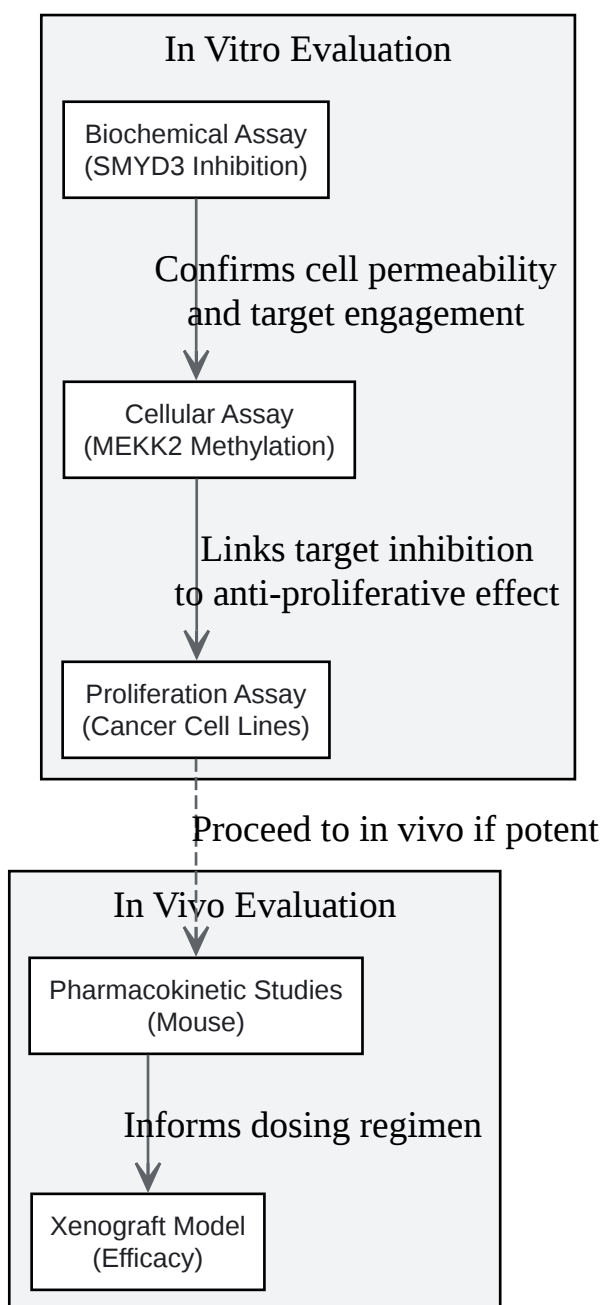 In Vitro Evaluation
Biochemical Assay
(SMYD3 Inhibition)
Confirms cell permeability
and target engagement
Cellular Assay
(MEKK2 Methylation)
Links target inhibition
to anti-proliferative effect
Proliferation Assay
(Cancer Cell Lines)
Proceed to in vivo if potent
In Vivo Evaluation
Pharmacokinetic Studies
(Mouse)
Informs dosing regimen
Xenograft Model
(Efficacy)